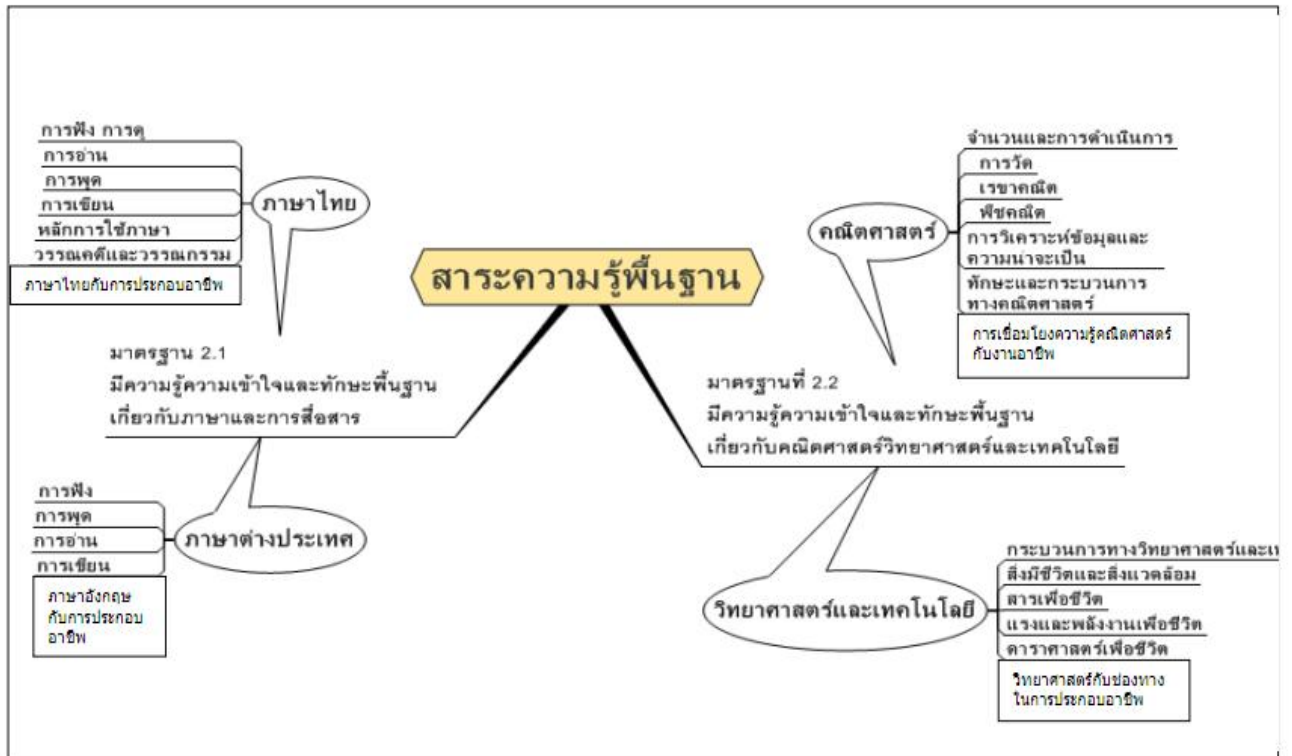 สาระความรู้พื้นฐาน
การฟัง การดู
การอ่าน
การพูด
การเขียน
หลักการใช้ภาษา
วรรณคดีและวรรณกรรม
ภาษาไทยกับการประกอบอาชีพ
ภาษาไทย
มาตรฐาน 2.1
มีความรู้ความเข้าใจและทักษะพื้นฐาน
เกี่ยวกับภาษาและการสื่อสาร
การฟัง
การพูด
การอ่าน
การเขียน
ภาษาอังกฤษ
กับการประกอบ
อาชีพ
ภาษาต่างประเทศ
จำนวนและการดำเนินการ
การวัด
เรขาคณิต
พีชคณิต
การวิเคราะห์ข้อมูลและ
ความน่าจะเป็น
ทักษะและกระบวนการ
ทางคณิตศาสตร์
การเชื่อมโยงความรู้คณิตศาสตร์
กับงานอาชีพ
คณิตศาสตร์
มาตรฐานที่ 2.2
มีความรู้ความเข้าใจและทักษะพื้นฐาน
เกี่ยวกับคณิตศาสตร์วิทยาศาสตร์และเทคโนโลยี
วิทยาศาสตร์และเทคโนโลยี
กระบวนการทางวิทยาศาสตร์และเท
สิ่งมีชีวิตและสิ่งแวดล้อม
สารเพื่อชีวิต
แรงและพลังงานเพื่อชีวิต
ดาราศาสตร์เพื่อชีวิต
วิทยาศาสตร์กับช่องทาง
ในการประกอบอาชีพ